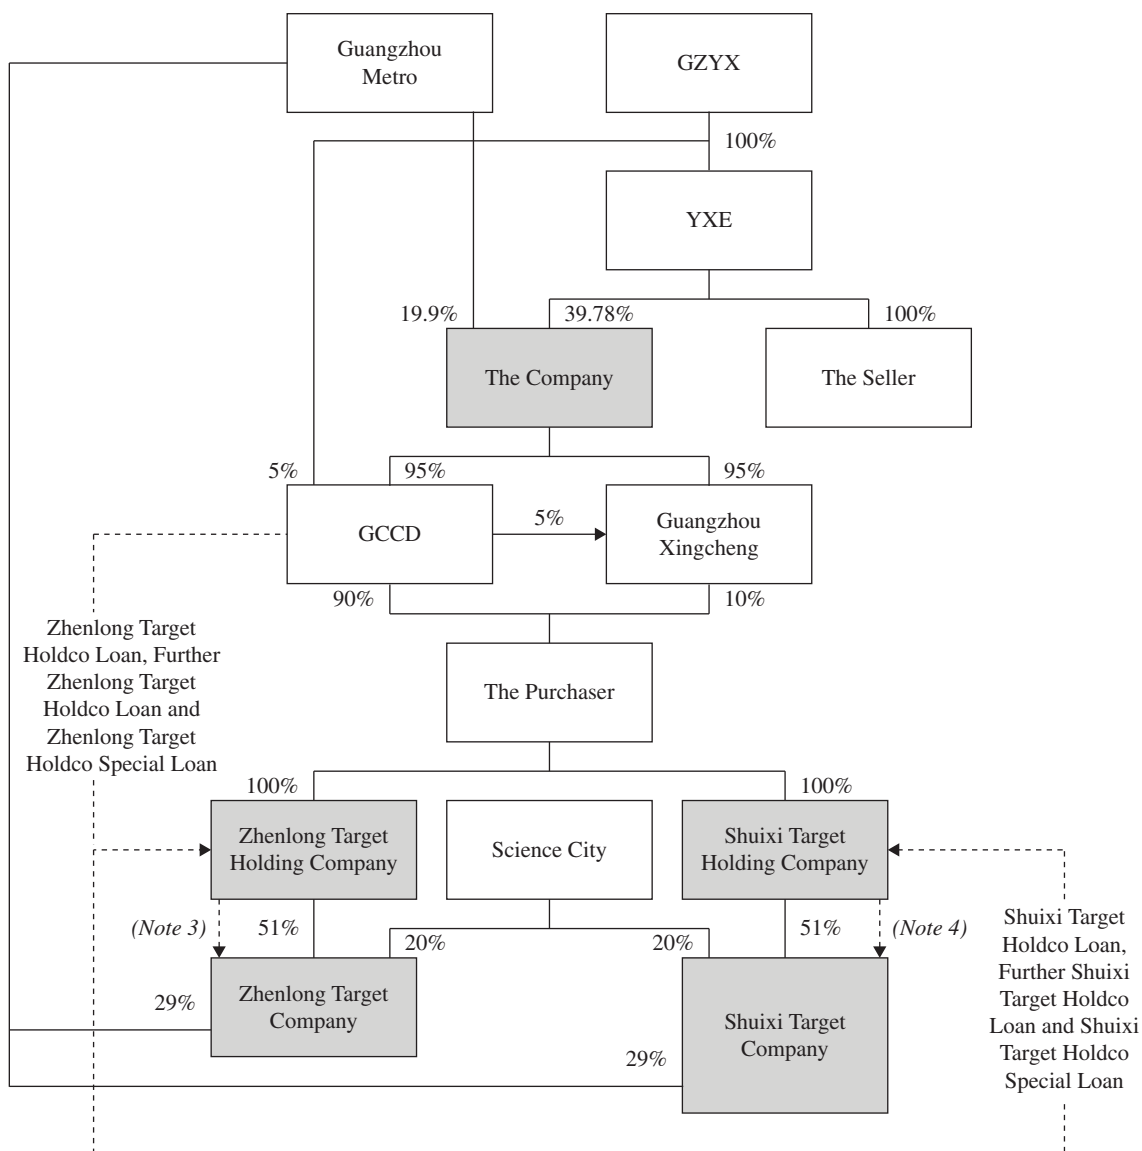 Guangzhou
Metro
GZYX
100%
YXE
19.9%
39.78%
100%
The Company
The Seller
5%
95%
95%
GCCD
5%
Guangzhou
Xingcheng
90%
10%
Zhenlong Target
Holdco Loan, Further
Zhenlong Target
Holdco Loan and
Zhenlong Target
Holdco Special Loan
The Purchaser
100%
100%
Zhenlong Target
Holding Company
Science City
Shuixi Target
Holding Company
(Note 3)
51%
20%
20%
51%
(Note 4)
Shuixi Target
Holdco Loan,
Further Shuixi
Target Holdco
Loan and Shuixi
Target Holdco
Special Loan
29%
Zhenlong Target
Company
29%
Shuixi Target
Company